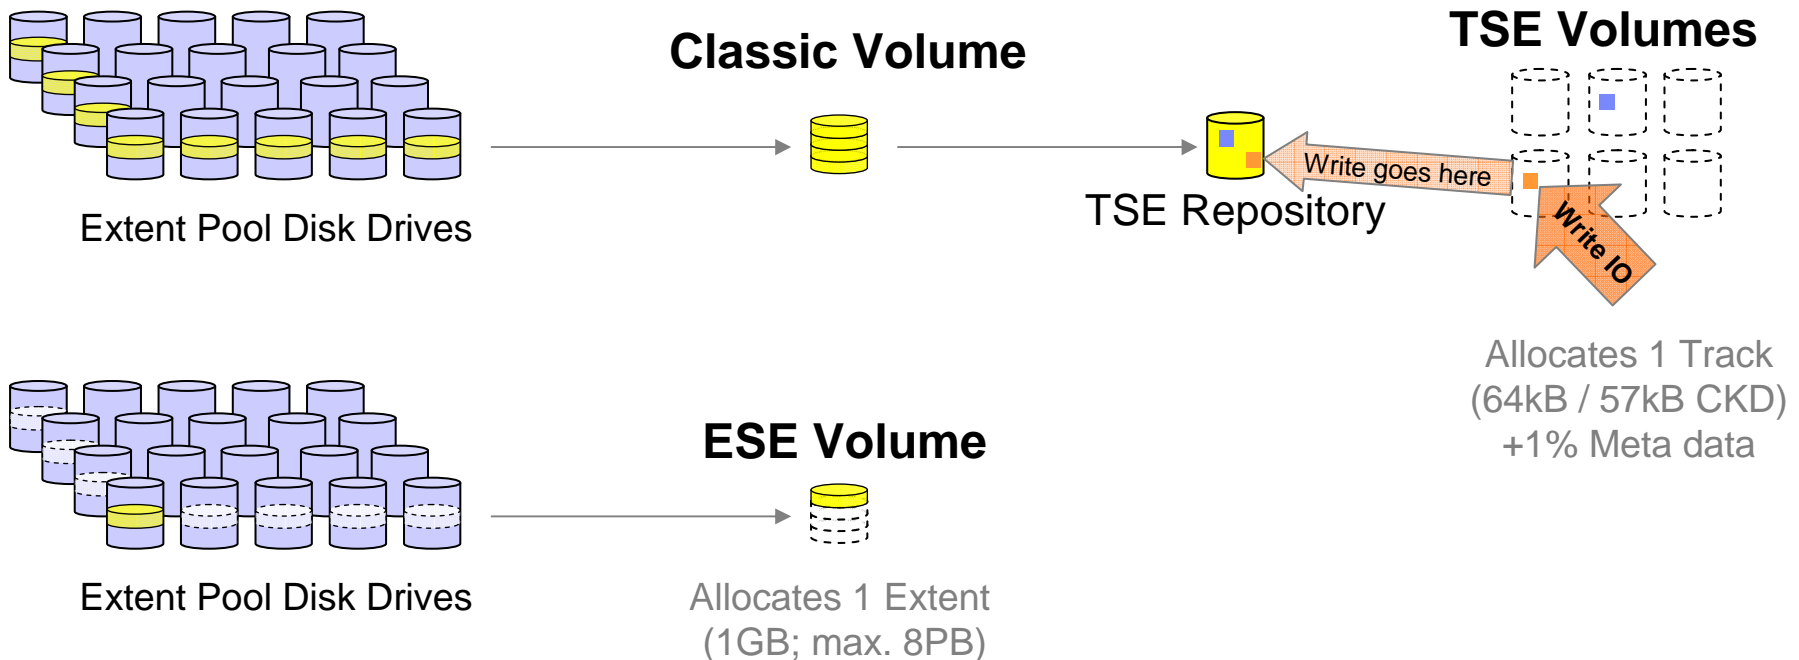 Classic Volume
TSE Volumes
Write goes here
TSE Repository
Write IO
Extent Pool Disk Drives
Allocates 1 Track
(64kB / 57kB CKD)
+1% Meta data
ESE Volume
Extent Pool Disk Drives
Allocates 1 Extent
(1GB; max. 8PB)